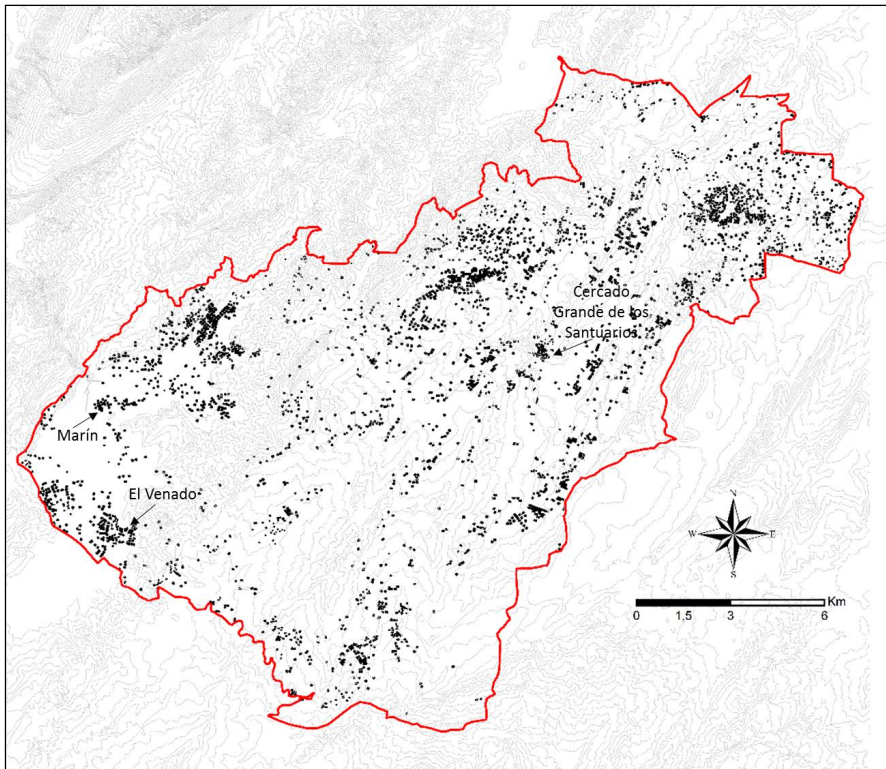 Cercado
Grande de los
Santuarios
Marín
El Venado
N
W
E
S
Km
0
1,5
3
6